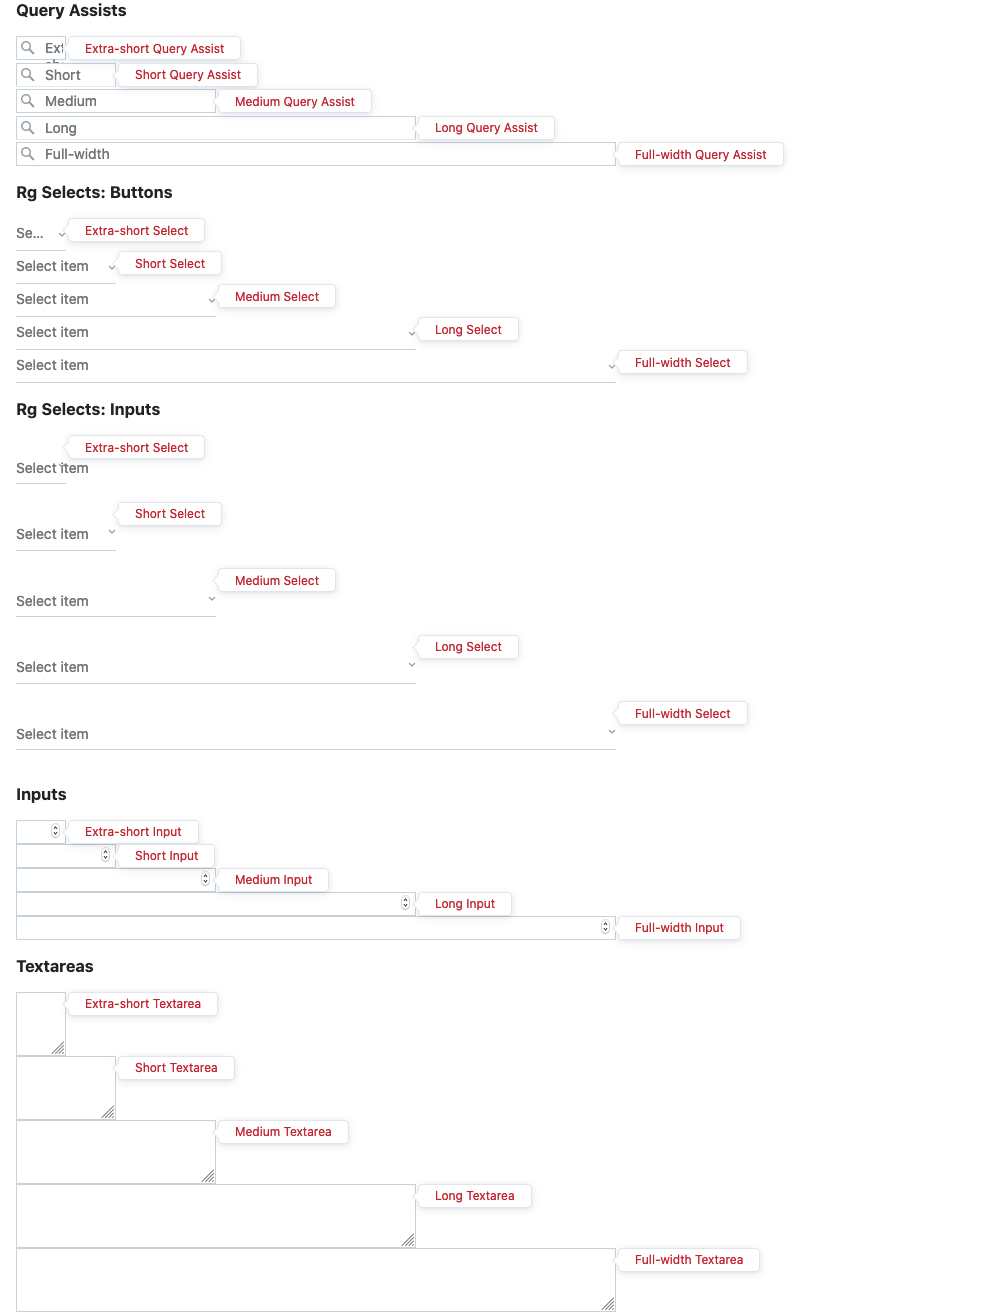 Query Assists
Ext Extra-short Query Assist
Short Short Query Assist
Medium Medium Query Assist
Long Long Query Assist
Full-width Full-width Query Assist
Rg Selects: Buttons
Se... Extra-short Select
Select item Short Select
Select item Medium Select
Select item Long Select
Select item Full-width Select
Rg Selects: Inputs
Extra-short Select
Select item
Short Select
Select item
Medium Select
Select item
Long Select
Select item
Full-width Select
Select item
Inputs
Extra-short Input
Short Input
Medium Input
Long Input
Full-width Input
Textareas
Extra-short Textarea
Short Textarea
Medium Textarea
Long Textarea
Full-width Textarea